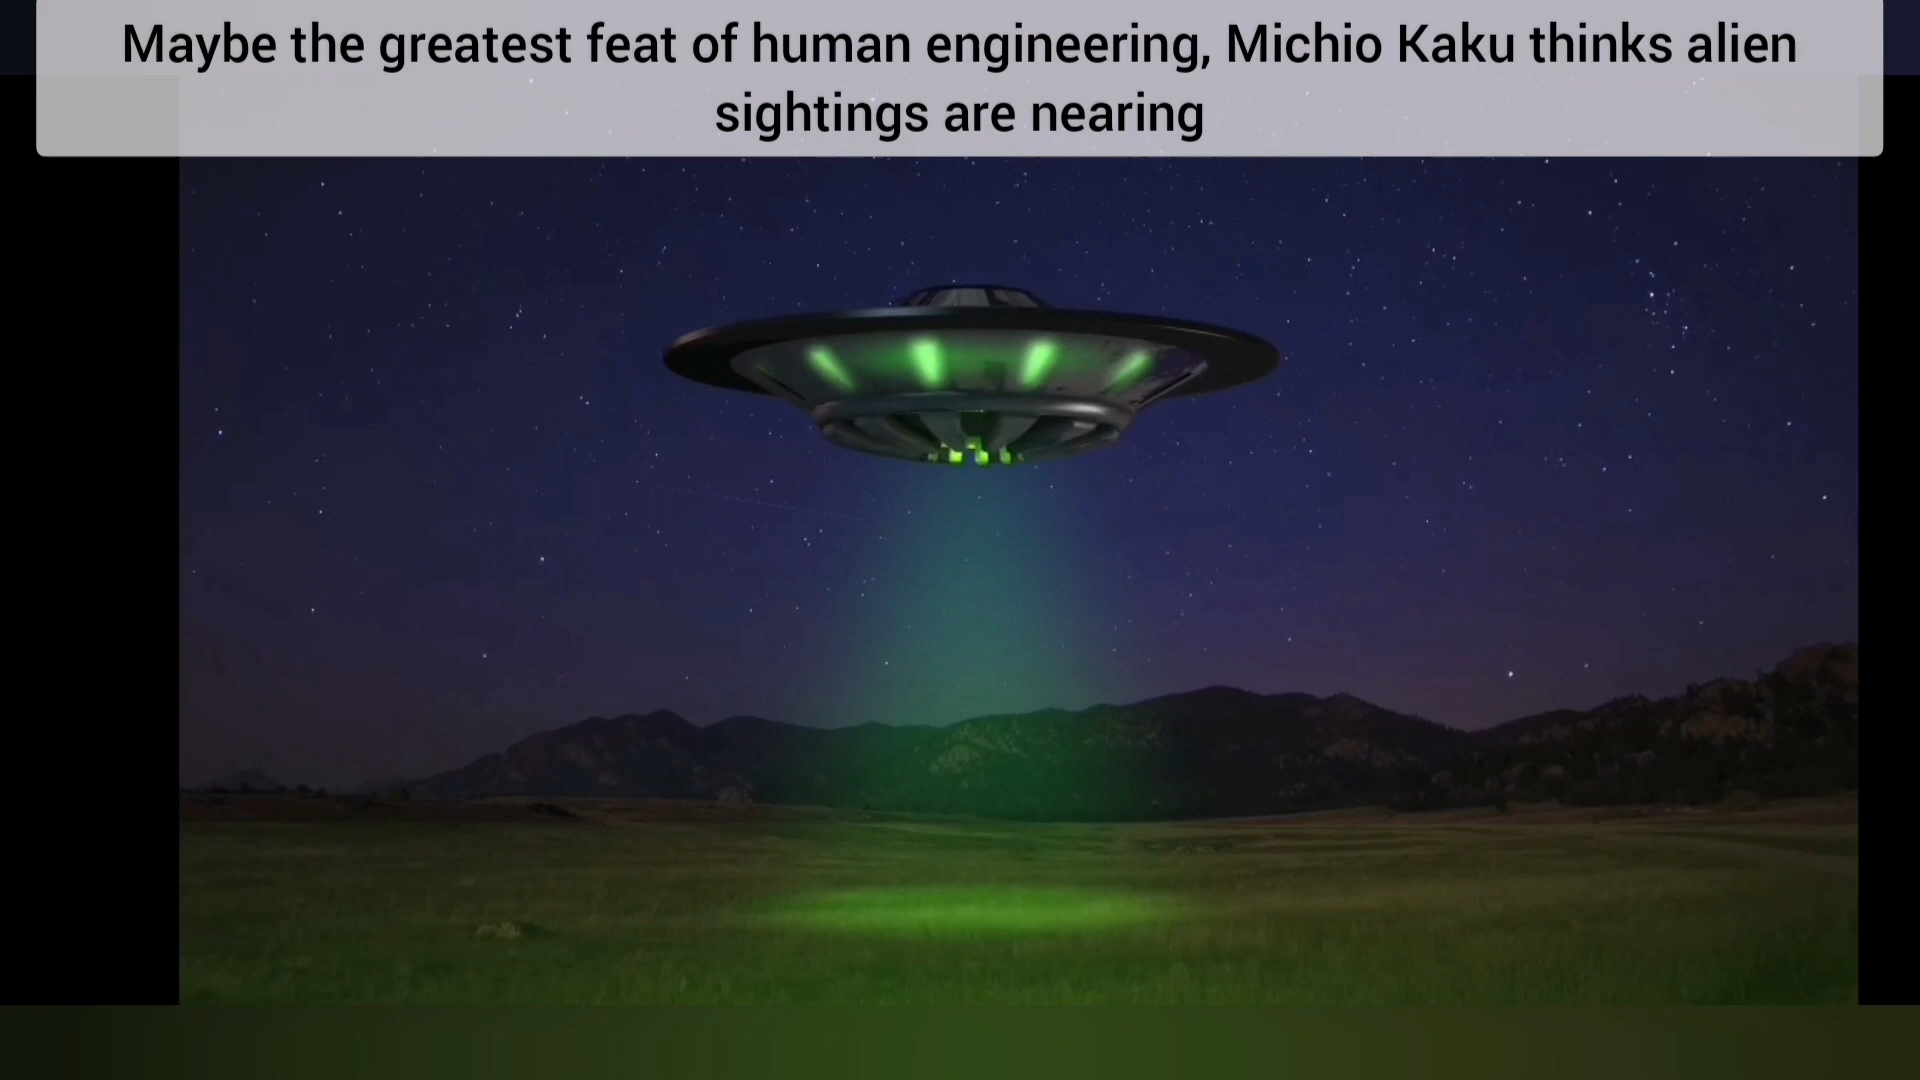 Maybe the greatest feat of human engineering, Michio Kaku thinks alien
sightings are nearing